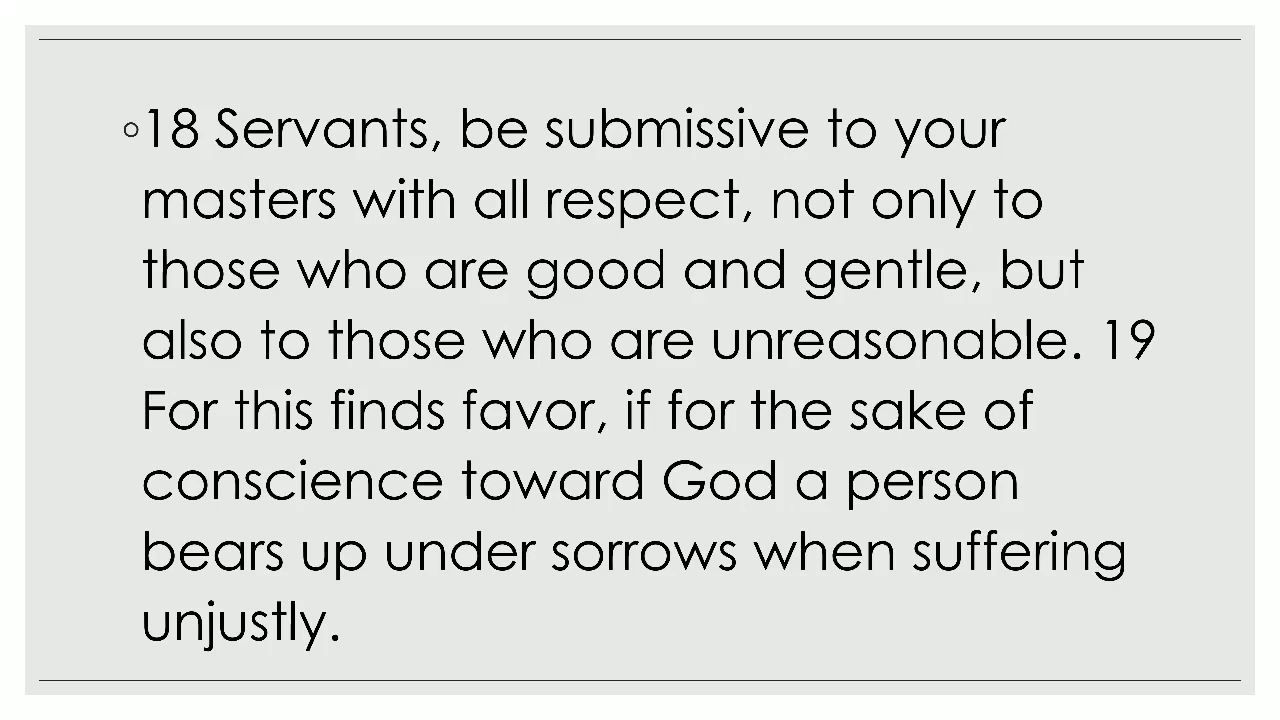 ◦18 Servants, be submissive to your
masters with all respect, not only to
those who are good and gentle, but
also to those who are unreasonable. 19
For this finds favor, if for the sake of
conscience toward God a person
bears up under sorrows when suffering
unjustly.